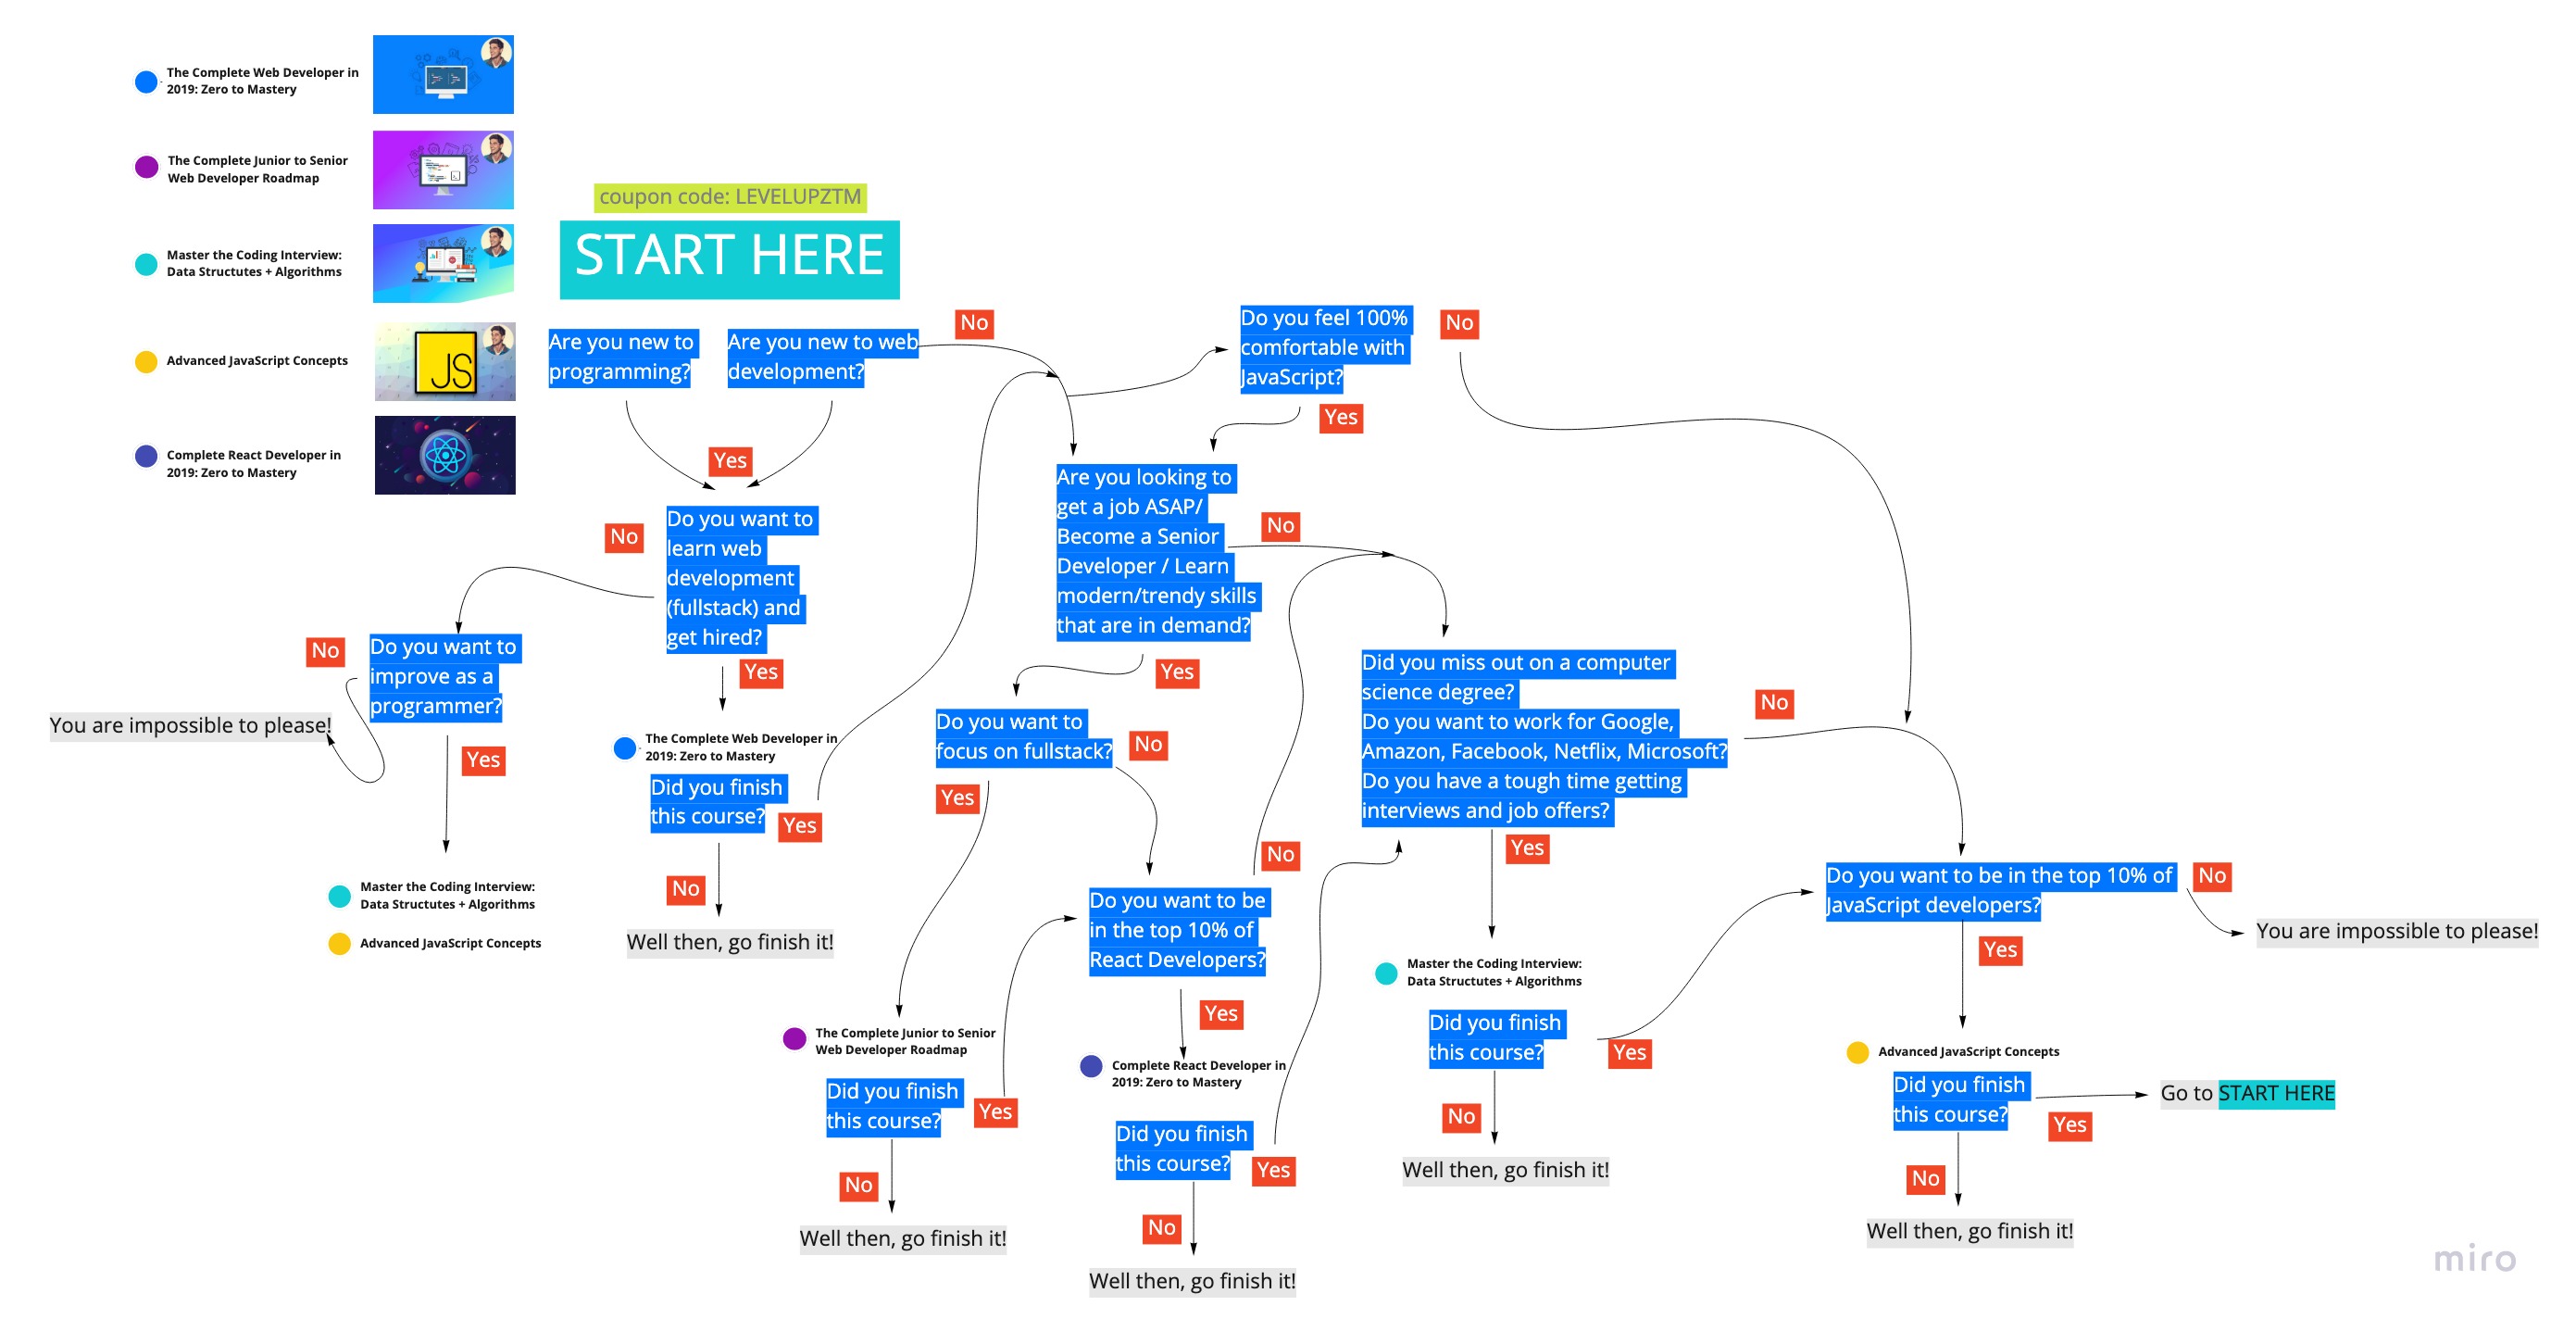 The Complete Web Developer in
2019: Zero to Mastery
The Complete Junior to Senior
Web Developer Roadmap
Master the Coding Interview:
Data Structutes + Algorithms
JS
Advanced JavaScript Concepts
Complete React Developer in
2019: Zero to Mastery
coupon code: LEVELUPZTM
START HERE
Are you new to
programming?
Are you new to web
development?
No
Yes
Do you feel 100%
comfortable with
JavaScript?
No
Yes
Do you want to
learn web
development
(fullstack) and
get hired?
No
Yes
Do you want to
improve as a
programmer?
No
You are impossible to please!
Yes
Master the Coding Interview:
Data Structutes + Algorithms
Advanced JavaScript Concepts
The Complete Web Developer in
2019: Zero to Mastery
Did you finish
this course?
Yes
No
Well then, go finish it!
Are you looking to
get a job ASAP/
Become a Senior
Developer / Learn
modern/trendy skills
that are in demand?
No
Yes
Do you want to
focus on fullstack?
No
Yes
The Complete Junior to Senior
Web Developer Roadmap
Did you finish
this course?
Yes
No
Well then, go finish it!
Do you want to be
in the top 10% of
React Developers?
No
Yes
Complete React Developer in
2019: Zero to Mastery
Did you finish
this course?
Yes
No
Well then, go finish it!
Did you miss out on a computer
science degree?
Do you want to work for Google,
Amazon, Facebook, Netflix, Microsoft?
Do you have a tough time getting
interviews and job offers?
No
Yes
Master the Coding Interview:
Data Structutes + Algorithms
Did you finish
this course?
Yes
No
Well then, go finish it!
Do you want to be in the top 10% of
JavaScript developers?
No
You are impossible to please!
Yes
Advanced JavaScript Concepts
Did you finish
this course?
Yes
Go to START HERE
No
Well then, go finish it!
miro